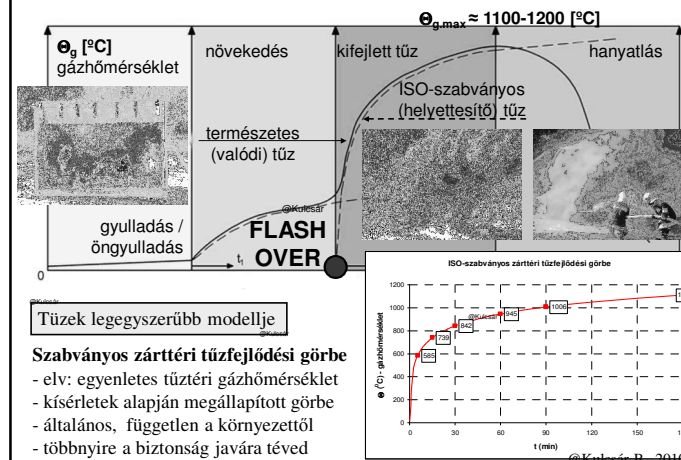 Θg.max ≈ 1100-1200 [ºC]
Θg [ºC]
gázhőmérséklet
növekedés
kifejlett tűz
hanyatlás
ISO-szabványos
(helyettesítő) tűz
természetes
(valódi) tűz
@Kulcsár
gyulladás /
öngyulladás
FLASH
OVER
t1
0
@Kulcsár
Tüzek legegyszerűbb modellje
@Kulcsár
Szabványos zárttéri tűzfejlődési görbe
- elv: egyenletes tűztéri gázhőmérséklet
- kísérletek alapján megállapított görbe
- általános, független a környezettől
- többnyire a biztonság javára téved
ISO-szabványos zárttéri tűzfejlődési görbe
Θ (°C) - gázhőmérséklet
1200
1000
800
600
400
200
0
585
739
842
@Kulcsár
945
1006
0 30 60 90 120 150
t (min)
@Kulcsár B.